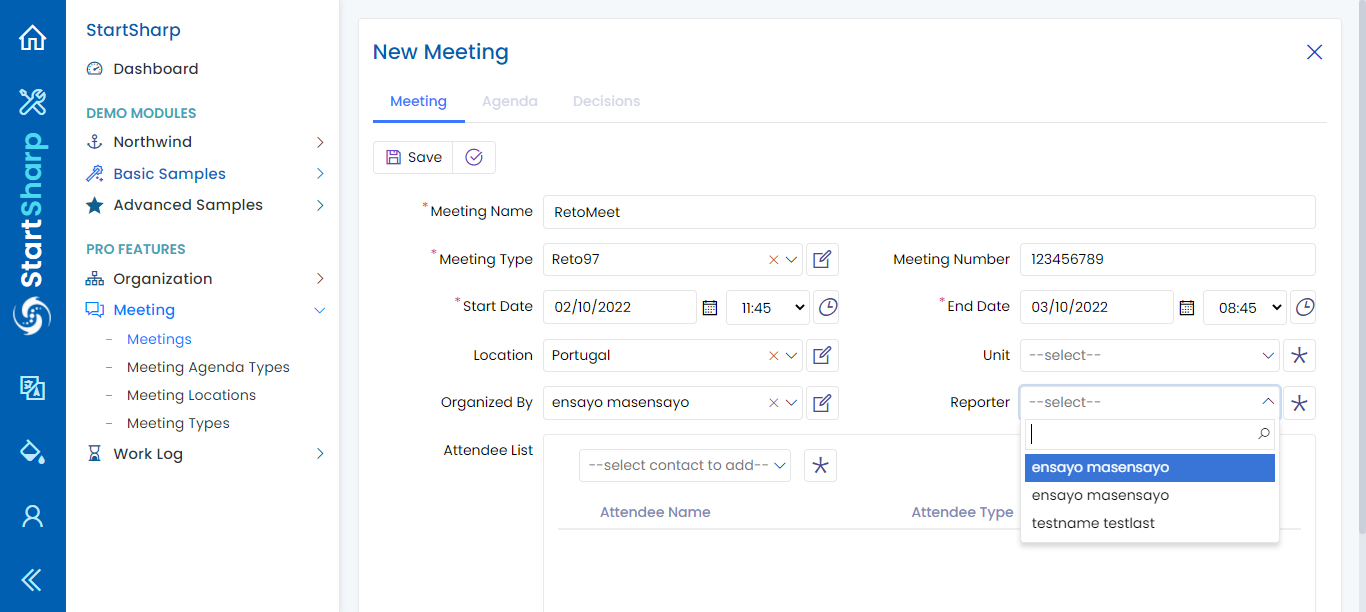 StartSharp
StartSharp
Dashboard
DEMO MODULES
Northwind
Basic Samples
Advanced Samples
PRO FEATURES
Organization
Meeting
Meetings
Meeting Agenda Types
Meeting Locations
Meeting Types
Work Log
New Meeting
Meeting Agenda Decisions
Save
*Meeting Name RetoMeet
*Meeting Type Reto97 Meeting Number 123456789
*Start Date 02/10/2022 11:45 *End Date 03/10/2022 08:45
Location Portugal Unit --select--
Organized By ensayo masensayo Reporter --select--
Attendee List
--select contact to add--
Attendee Name Attendee Type
ensayo masensayo
ensayo masensayo
testname testlast